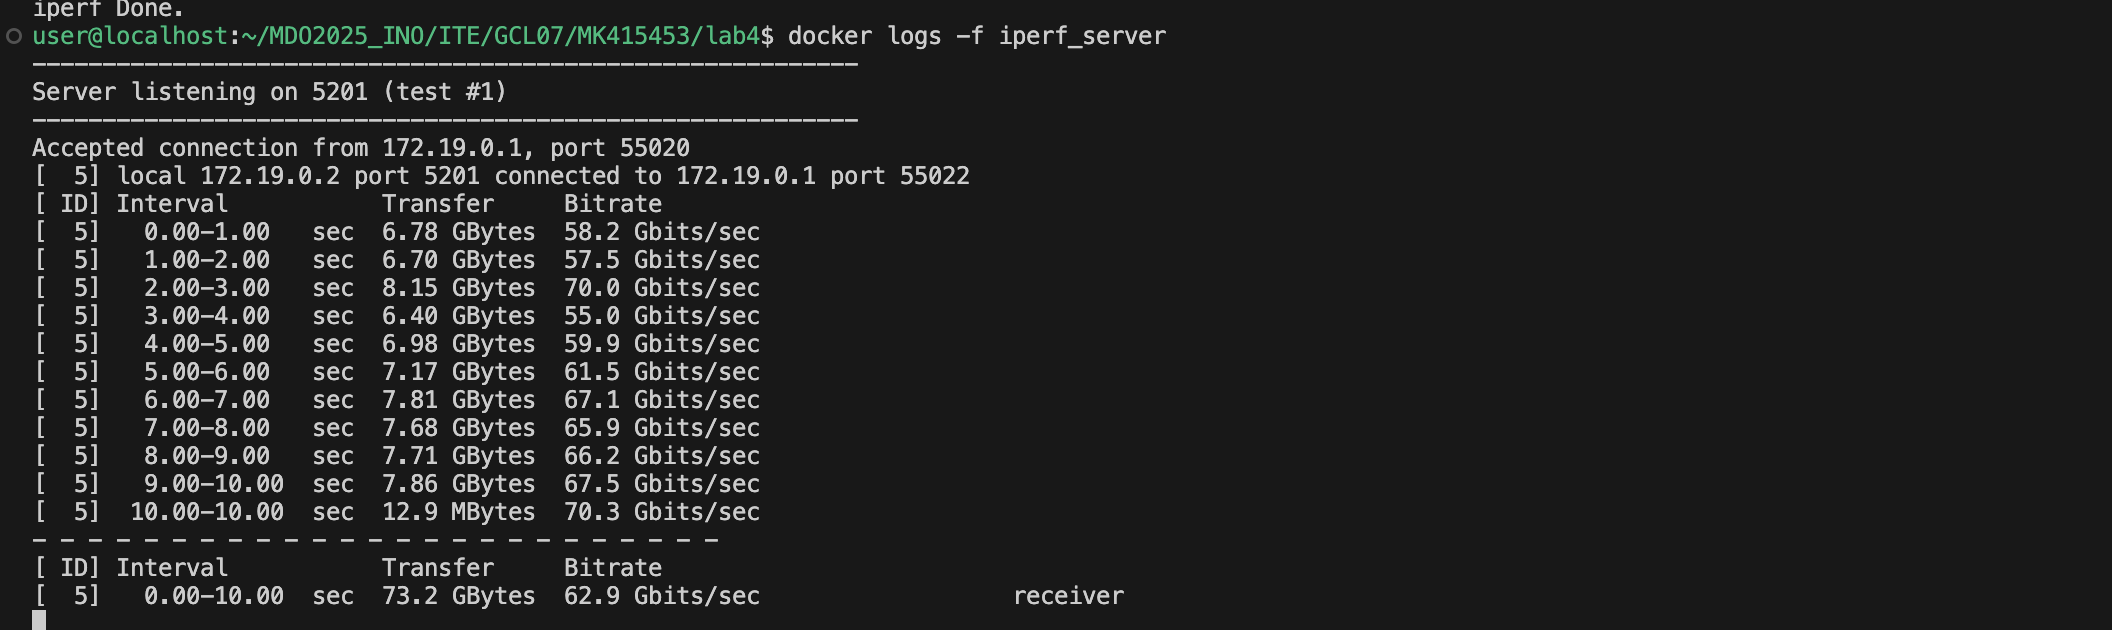 iperf Done.
user@localhost:~/MDO2025_INO/ITE/GCL07/MK415453/lab4$ docker logs -f iperf_server
-----------------------------------------------------------
Server listening on 5201 (test #1)
-----------------------------------------------------------
Accepted connection from 172.19.0.1, port 55020
[  5] local 172.19.0.2 port 5201 connected to 172.19.0.1 port 55022
[ ID] Interval           Transfer     Bitrate
[  5]   0.00-1.00   sec  6.78 GBytes  58.2 Gbits/sec
[  5]   1.00-2.00   sec  6.70 GBytes  57.5 Gbits/sec
[  5]   2.00-3.00   sec  8.15 GBytes  70.0 Gbits/sec
[  5]   3.00-4.00   sec  6.40 GBytes  55.0 Gbits/sec
[  5]   4.00-5.00   sec  6.98 GBytes  59.9 Gbits/sec
[  5]   5.00-6.00   sec  7.17 GBytes  61.5 Gbits/sec
[  5]   6.00-7.00   sec  7.81 GBytes  67.1 Gbits/sec
[  5]   7.00-8.00   sec  7.68 GBytes  65.9 Gbits/sec
[  5]   8.00-9.00   sec  7.71 GBytes  66.2 Gbits/sec
[  5]   9.00-10.00  sec  7.86 GBytes  67.5 Gbits/sec
[  5]  10.00-10.00  sec  12.9 MBytes  70.3 Gbits/sec
- - - - - - - - - - - - - - - - - - - - - - - - -
[ ID] Interval           Transfer     Bitrate
[  5]   0.00-10.00  sec  73.2 GBytes  62.9 Gbits/sec                  receiver